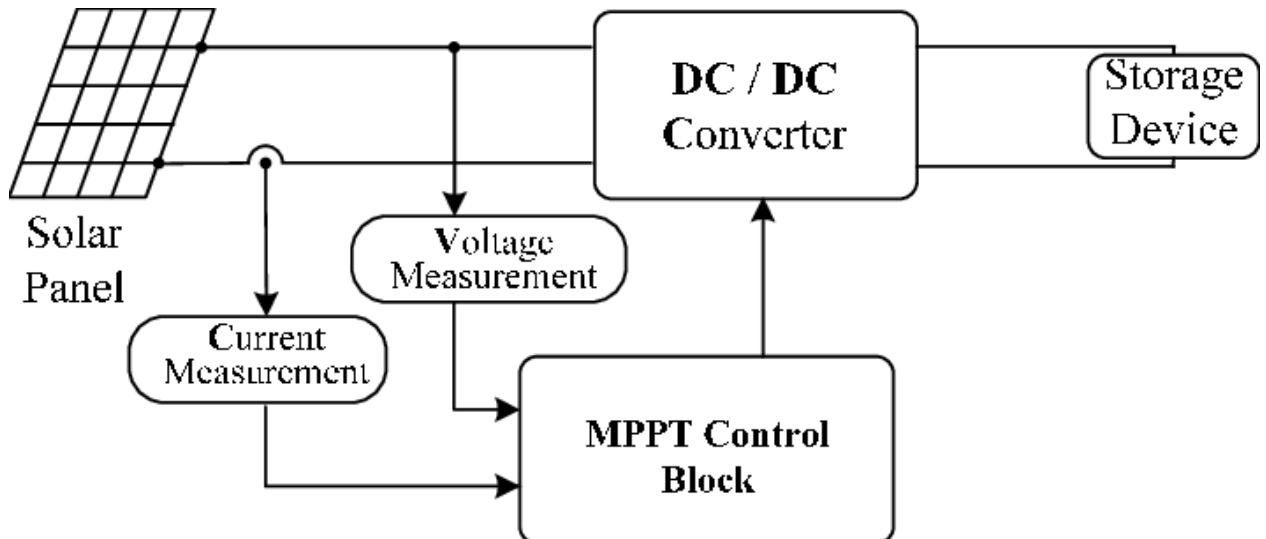 DC / DC
Converter
Storage
Device
Solar
Panel
Voltage
Measurement
Current
Measurement
MPPT Control
Block